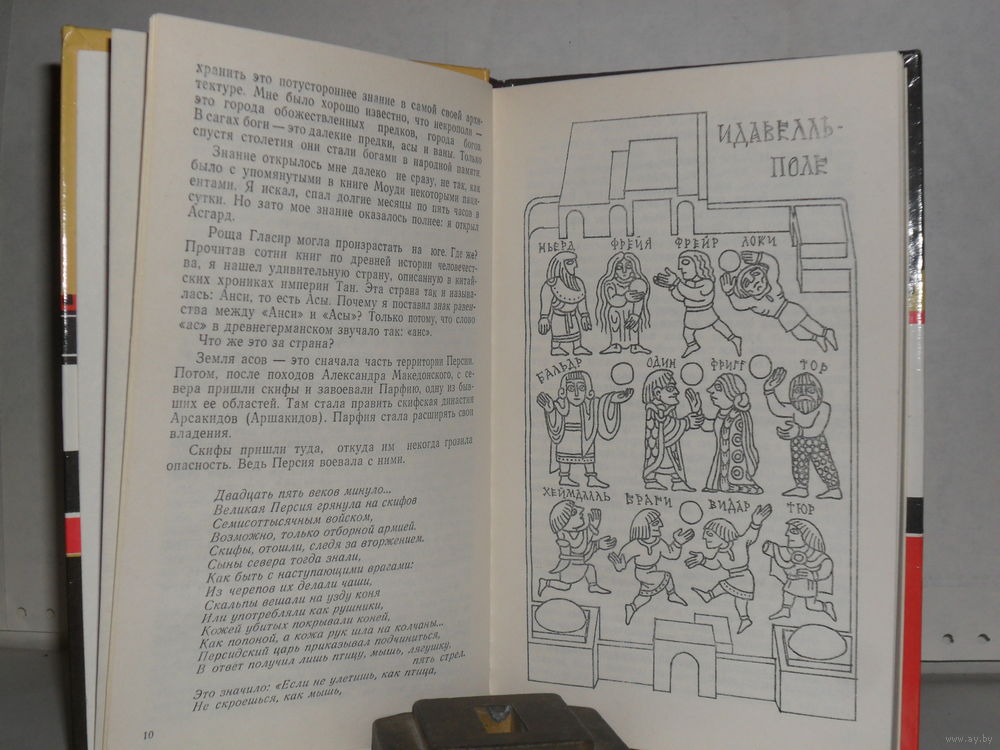 хранить это потустороннее знание в самой своей архи-
тектуре. Мне было хорошо известно, что некрополи —
это города обожествленных предков, города богов.
В сагах боги — это далекие предки, асы и ваны. Только
спустя столетия они стали богами в народной памяти.
Знание открылось мне далеко не сразу, не так, как
было с упомянутыми в книге Моуди некоторыми паци-
ентами. Я искал, спал долгие месяцы по пять часов в
сутки. Но зато мое знание оказалось полнее: я открыл
Асгард.
Роща Гласир могла произрастать на юге. Где же?
Прочитав сотни книг по древней истории человечест-
ва, я нашел удивительную страну, описанную в китай-
ских хрониках империи Тан. Эта страна так и называ-
лась: Анси, то есть Асы. Почему я поставил знак равен-
ства между «Анси» и «Асы»? Только потому, что слово
«ас» в древнегерманском звучало так: «анс».
Что же это за страна?
Земля асов — это сначала часть территории Персии.
Потом, после походов Александра Македонского, с се-
вера пришли скифы и завоевали Парфию, одну из быв-
ших ее областей. Там стала править скифская династия
Арсакидов (Аршакидов). Парфия стала расширять свои
владения.
Скифы пришли туда, откуда им некогда грозила
опасность. Ведь Персия воевала с ними.
Двадцать пять веков минуло...
Великая Персия грянула на скифов
Семисоттысячным войском,
Возможно, только отборной армией.
Скифы, отошли, следя за вторжением.
Сыны севера тогда знали,
Как быть с наступающими врагами:
Из черепов их делали чаши,
Скальпы вешали на узду коня
Или употребляли как рушники,
Кожей убитых покрывали коней,
Как попоной, а кожа рук шла на колчаны...
Персидский царь приказывал подчиниться,
В ответ получил лишь птицу, мышь, лягушку,
пять стрел.
Это значило: «Если не улетишь, как птица,
Не скроешься, как мышь,
10
ИДАВЕЛЛЬ-
ПОЛЕ
НЬЕРД ФРЕЙЯ ФРЕЙР ЛОКИ
БАЛЬДР ОДИН ФРИГГ ТОР
ХЕЙМДАЛЛЬ БРАГИ ВИДАР ТЮР
www.ay.by